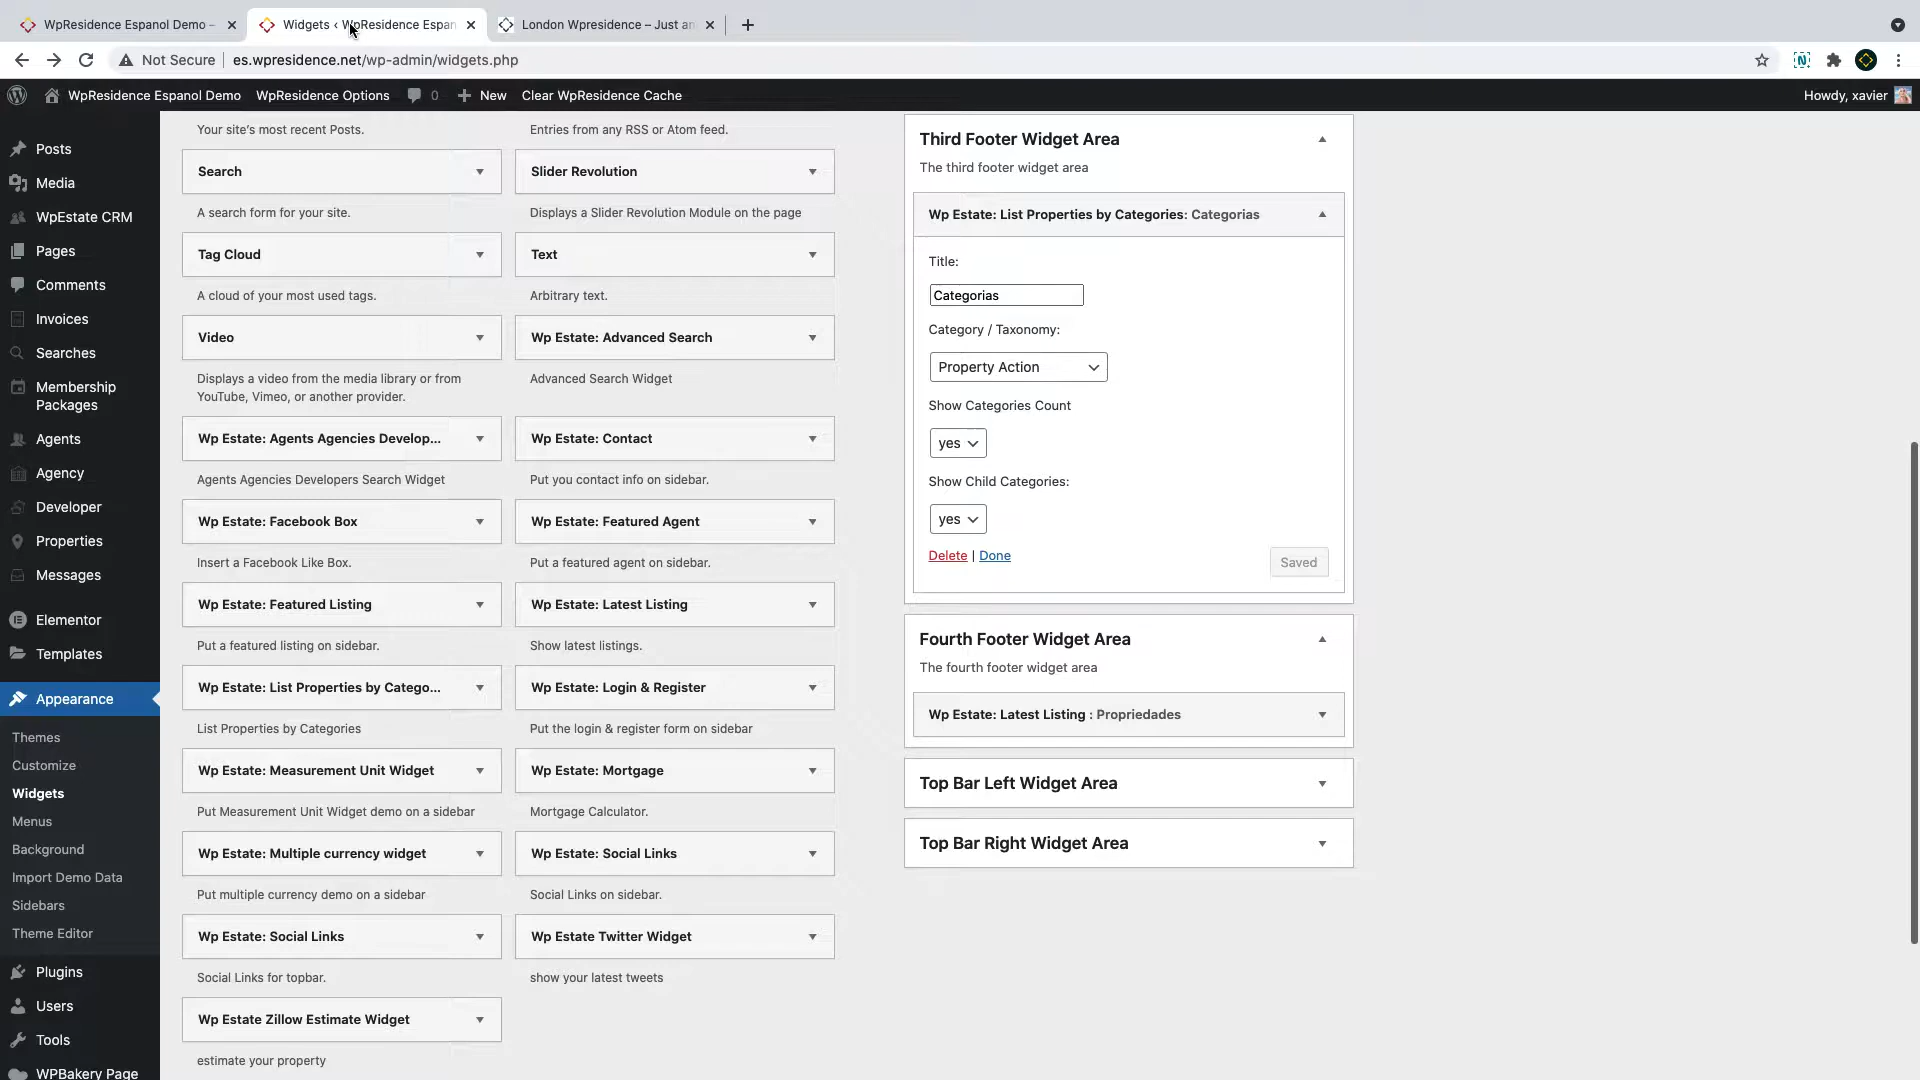 WpResidence Espanol Demo –
Widgets ‹ WpResidence Espan
London Wpresidence – Just an
Not Secure
es.wpresidence.net/wp-admin/widgets.php
WpResidence Espanol Demo
WpResidence Options
0
New
Clear WpResidence Cache
Howdy, xavier
Posts
Media
WpEstate CRM
Pages
Comments
Invoices
Searches
Membership
Packages
Agents
Agency
Developer
Properties
Messages
Elementor
Templates
Appearance
Themes
Customize
Widgets
Menus
Background
Import Demo Data
Sidebars
Theme Editor
Plugins
Users
Tools
WPBakery Page
Your site's most recent Posts.
Entries from any RSS or Atom feed.
Search
Slider Revolution
A search form for your site.
Displays a Slider Revolution Module on the page
Tag Cloud
Text
A cloud of your most used tags.
Arbitrary text.
Video
Wp Estate: Advanced Search
Displays a video from the media library or from
YouTube, Vimeo, or another provider.
Advanced Search Widget
Wp Estate: Agents Agencies Develop...
Wp Estate: Contact
Agents Agencies Developers Search Widget
Put you contact info on sidebar.
Wp Estate: Facebook Box
Wp Estate: Featured Agent
Insert a Facebook Like Box.
Put a featured agent on sidebar.
Wp Estate: Featured Listing
Wp Estate: Latest Listing
Put a featured listing on sidebar.
Show latest listings.
Wp Estate: List Properties by Catego...
Wp Estate: Login & Register
List Properties by Categories
Put the login & register form on sidebar
Wp Estate: Measurement Unit Widget
Wp Estate: Mortgage
Put Measurement Unit Widget demo on a sidebar
Mortgage Calculator.
Wp Estate: Multiple currency widget
Wp Estate: Social Links
Put multiple currency demo on a sidebar
Social Links on sidebar.
Wp Estate: Social Links
Wp Estate Twitter Widget
Social Links for topbar.
show your latest tweets
Wp Estate Zillow Estimate Widget
estimate your property
Third Footer Widget Area
The third footer widget area
Wp Estate: List Properties by Categories: Categorias
Title:
Categorias
Category / Taxonomy:
Property Action
Show Categories Count
yes
Show Child Categories:
yes
Delete | Done
Saved
Fourth Footer Widget Area
The fourth footer widget area
Wp Estate: Latest Listing : Propriedades
Top Bar Left Widget Area
Top Bar Right Widget Area